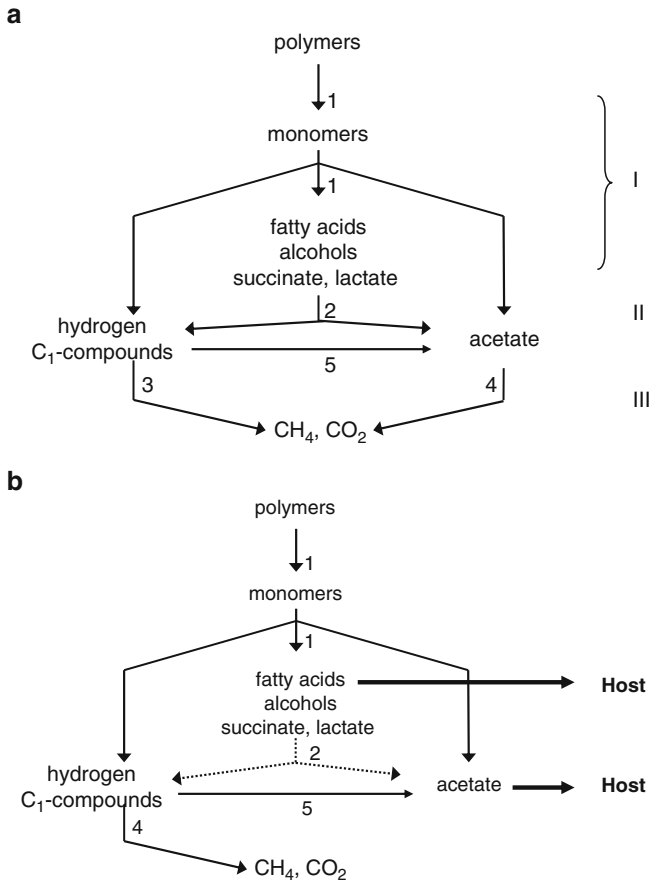 a
polymers
1
monomers
1
I
fatty acids
alcohols
succinate, lactate
2
II
hydrogen
C₁-compounds
acetate
5
3
4
III
CH₄, CO₂
b
polymers
1
monomers
1
fatty acids
Host
alcohols
succinate, lactate
2
hydrogen
C₁-compounds
acetate
Host
5
4
CH₄, CO₂